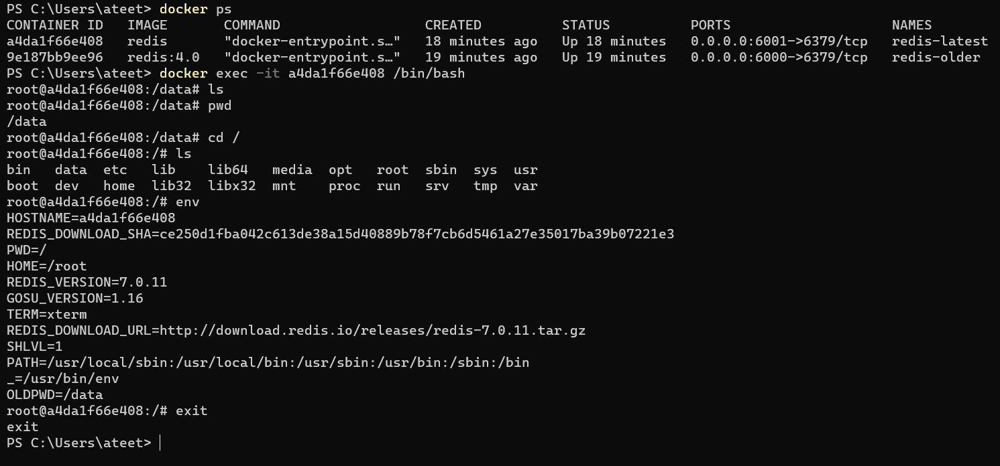 PS C:\Users\ateet> docker ps
CONTAINER ID   IMAGE       COMMAND                  CREATED          STATUS          PORTS                    NAMES
a4da1f66e408   redis       "docker-entrypoint.s…"   18 minutes ago   Up 18 minutes   0.0.0.0:6001->6379/tcp   redis-latest
9e187bb9ee96   redis:4.0   "docker-entrypoint.s…"   19 minutes ago   Up 19 minutes   0.0.0.0:6000->6379/tcp   redis-older
PS C:\Users\ateet> docker exec -it a4da1f66e408 /bin/bash
root@a4da1f66e408:/data# ls
root@a4da1f66e408:/data# pwd
/data
root@a4da1f66e408:/data# cd /
root@a4da1f66e408:/# ls
bin   data  etc   lib    lib64   media  opt   root  sbin  sys  usr
boot  dev   home  lib32  libx32  mnt    proc  run   srv   tmp  var
root@a4da1f66e408:/# env
HOSTNAME=a4da1f66e408
REDIS_DOWNLOAD_SHA=ce250d1fba042c613de38a15d40889b78f7cb6d5461a27e35017ba39b07221e3
PWD=/
HOME=/root
REDIS_VERSION=7.0.11
GOSU_VERSION=1.16
TERM=xterm
REDIS_DOWNLOAD_URL=http://download.redis.io/releases/redis-7.0.11.tar.gz
SHLVL=1
PATH=/usr/local/sbin:/usr/local/bin:/usr/sbin:/usr/bin:/sbin:/bin
_=/usr/bin/env
OLDPWD=/data
root@a4da1f66e408:/# exit
exit
PS C:\Users\ateet>